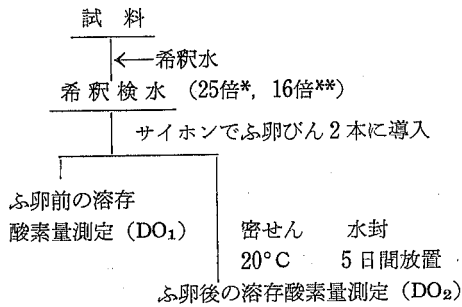 試料
←希釈水
希釈検水 (25倍*, 16倍**)
サイホンでふ卵びん2本に導入
ふ卵前の溶存
酸素量測定 (DO₁)
密せん 水封
20°C 5日間放置
ふ卵後の溶存酸素量測定 (DO₂)